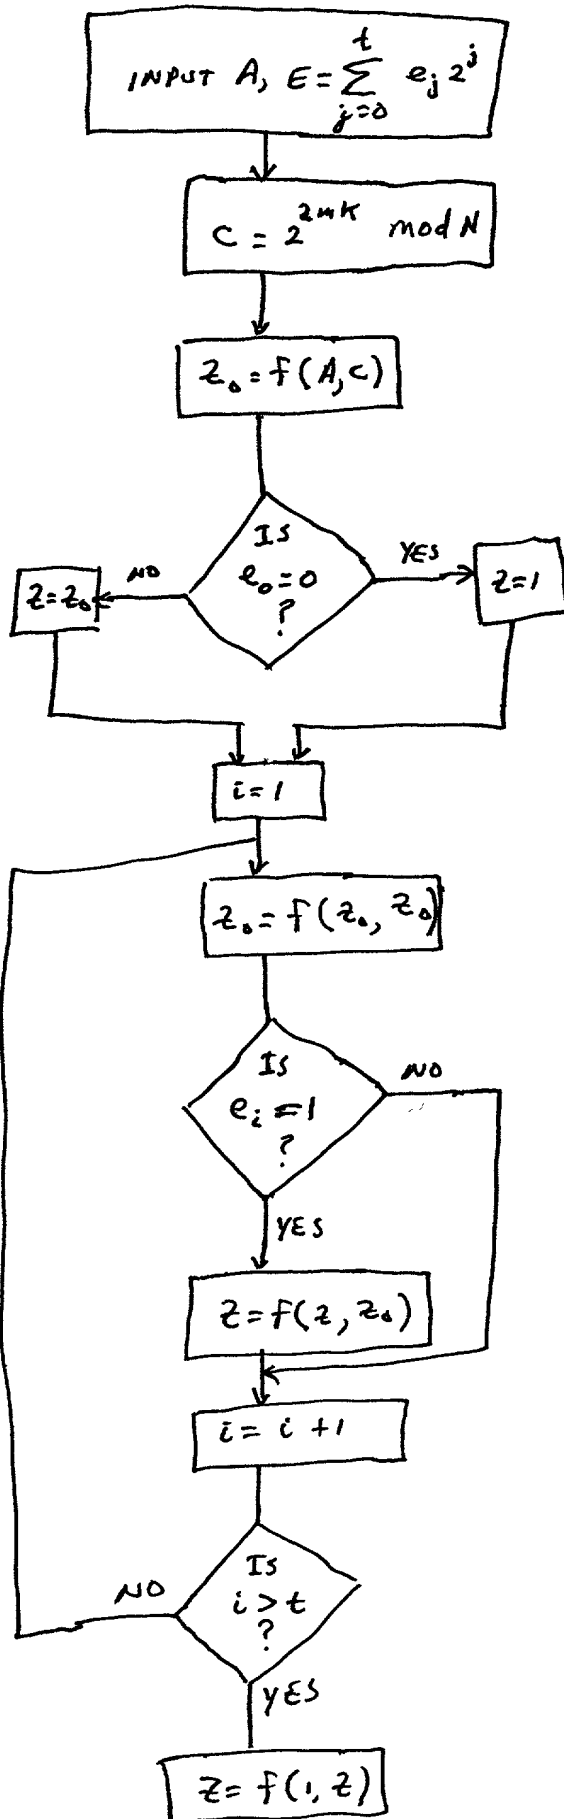 INPUT A, E = \sum_{j=0}^{t} e_j 2^j
C = 2^{2mK} mod N
Z_0 = f(A, C)
Is
e_0 = 0
?
NO
YES
Z = Z_0
Z = 1
i = 1
Z_0 = f(Z_0, Z_0)
Is
e_i = 1
?
NO
YES
Z = f(Z, Z_0)
i = i + 1
Is
i > t
?
NO
YES
Z = f(1, Z)